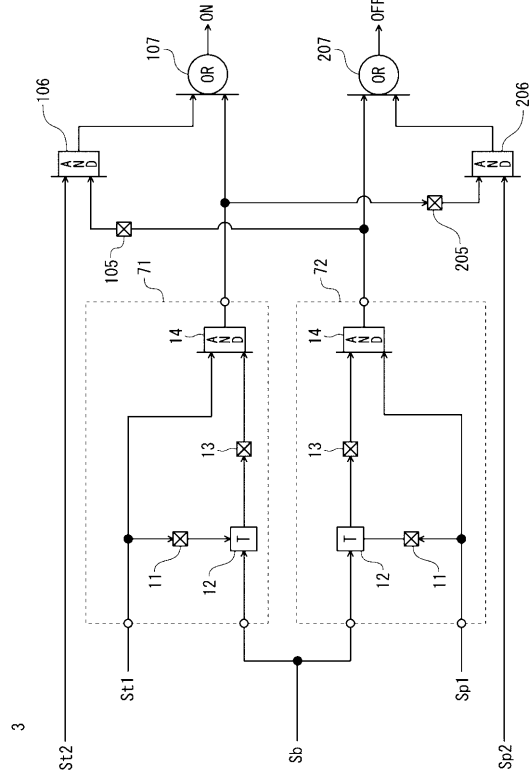 3
St2
St1
Sb
Sp1
Sp2
71
11
T
12
13
14
AND
72
11
T
12
13
14
AND
105
205
106
AND
206
AND
107
OR
ON
207
OR
OFF